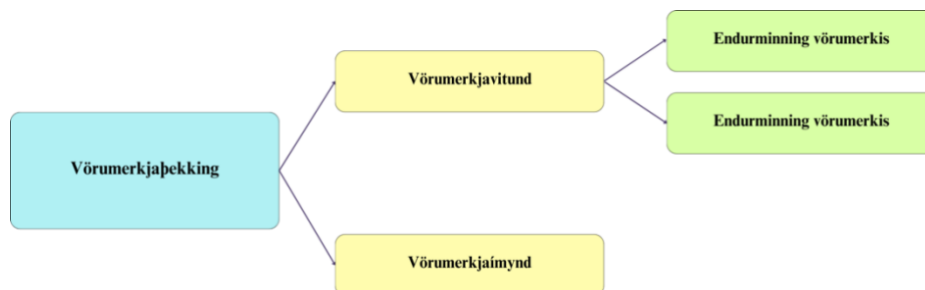 Endurminning vörumerkis
Vörumerkjavitund
Endurminning vörumerkis
Vörumerkjaþekking
Vörumerkjaímynd